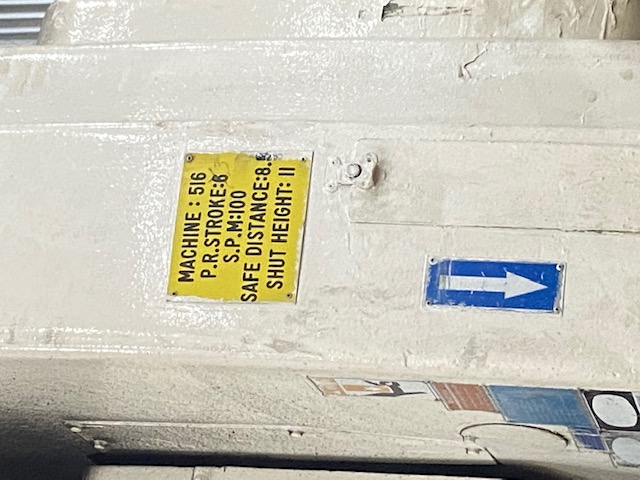 MACHINE : 516
P.R.STROKE:6
S.P.M:100
SAFE DISTANCE:8.
SHUT HEIGHT: 11